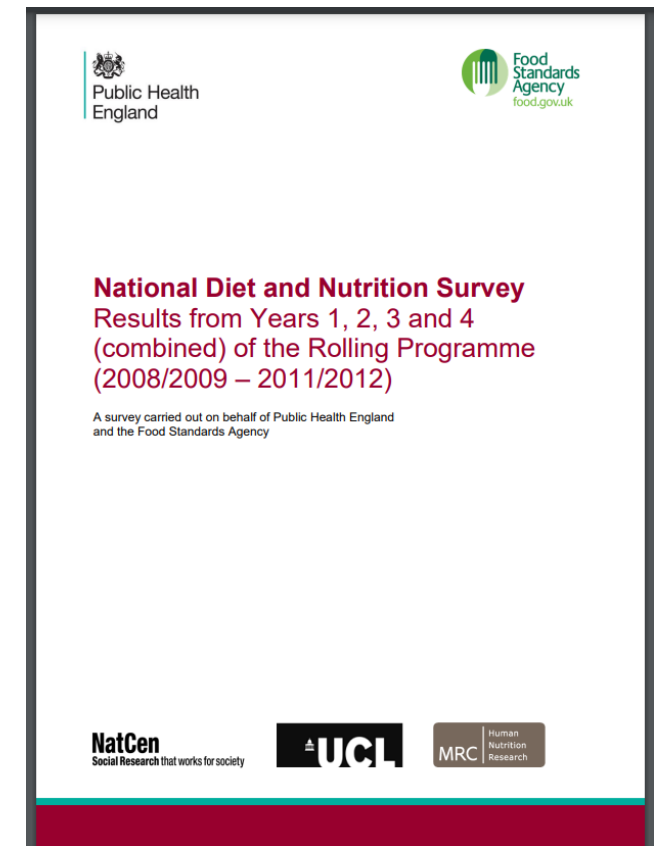 Public Health
England
Food
Standards
Agency
food.gov.uk
National Diet and Nutrition Survey
Results from Years 1, 2, 3 and 4
(combined) of the Rolling Programme
(2008/2009 – 2011/2012)
A survey carried out on behalf of Public Health England
and the Food Standards Agency
NatCen
Social Research that works for society
UCL
MRC
Human
Nutrition
Research